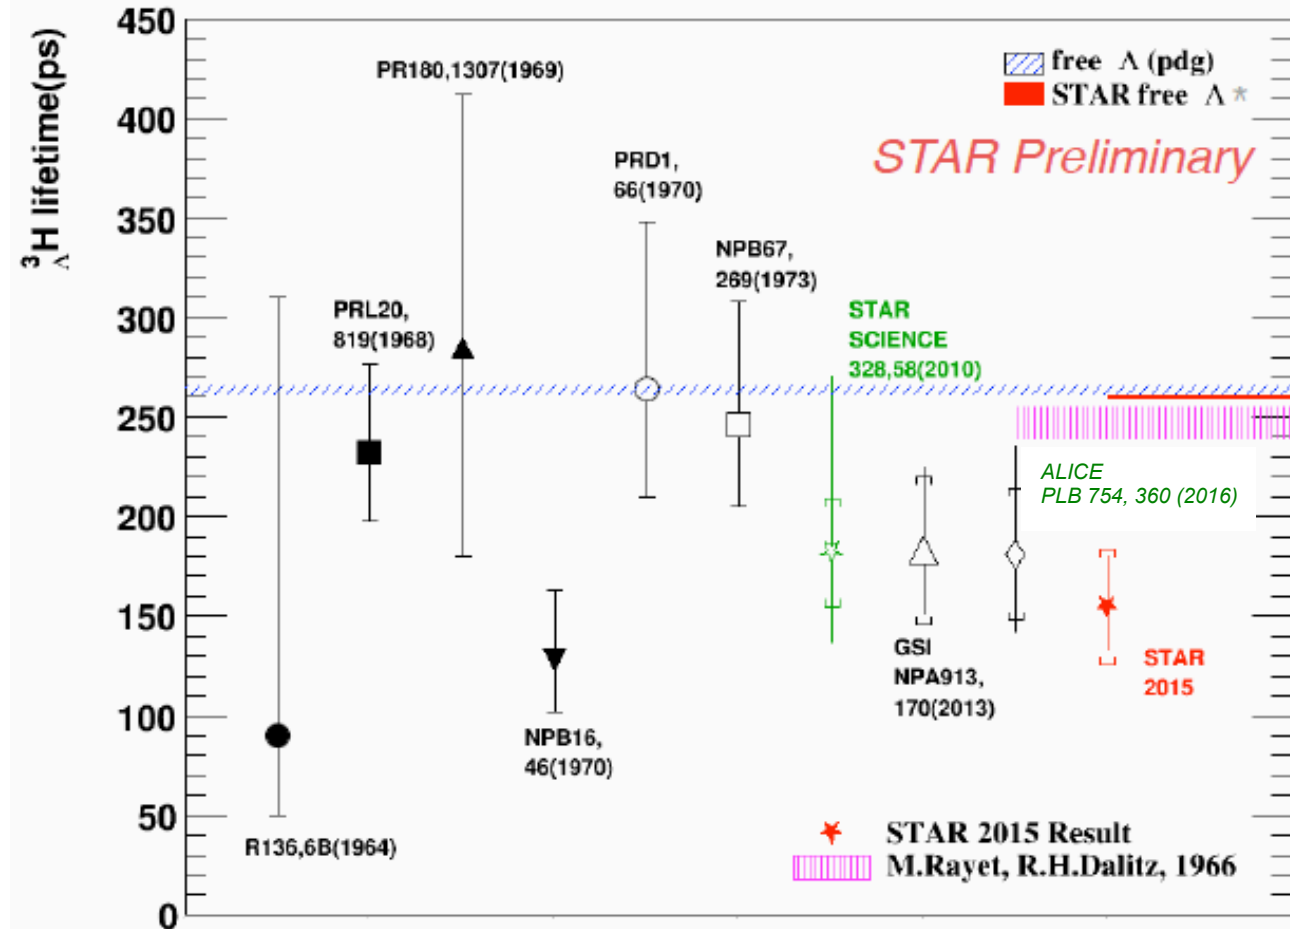 450
400
350
300
250
200
150
100
50
0
³ΛH lifetime(ps)
PR180,1307(1969)
free Λ (pdg)
STAR free Λ *
STAR Preliminary
PRD1,
66(1970)
NPB67,
269(1973)
PRL20,
819(1968)
STAR
SCIENCE
328,58(2010)
ALICE
PLB 754, 360 (2016)
GSI
NPA913,
170(2013)
STAR
2015
NPB16,
46(1970)
R136,6B(1964)
STAR 2015 Result
M.Rayet, R.H.Dalitz, 1966